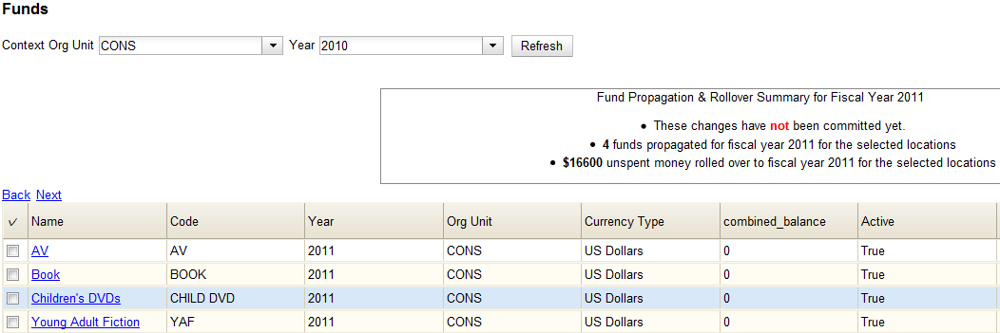 Funds
Context Org Unit CONS Year 2010 Refresh
Fund Propagation & Rollover Summary for Fiscal Year 2011
• These changes have not been committed yet.
• 4 funds propagated for fiscal year 2011 for the selected locations
• $16600 unspent money rolled over to fiscal year 2011 for the selected locations
Back Next
✓ Name Code Year Org Unit Currency Type combined_balance Active
AV AV 2011 CONS US Dollars 0 True
Book BOOK 2011 CONS US Dollars 0 True
Children's DVDs CHILD DVD 2011 CONS US Dollars 0 True
Young Adult Fiction YAF 2011 CONS US Dollars 0 True